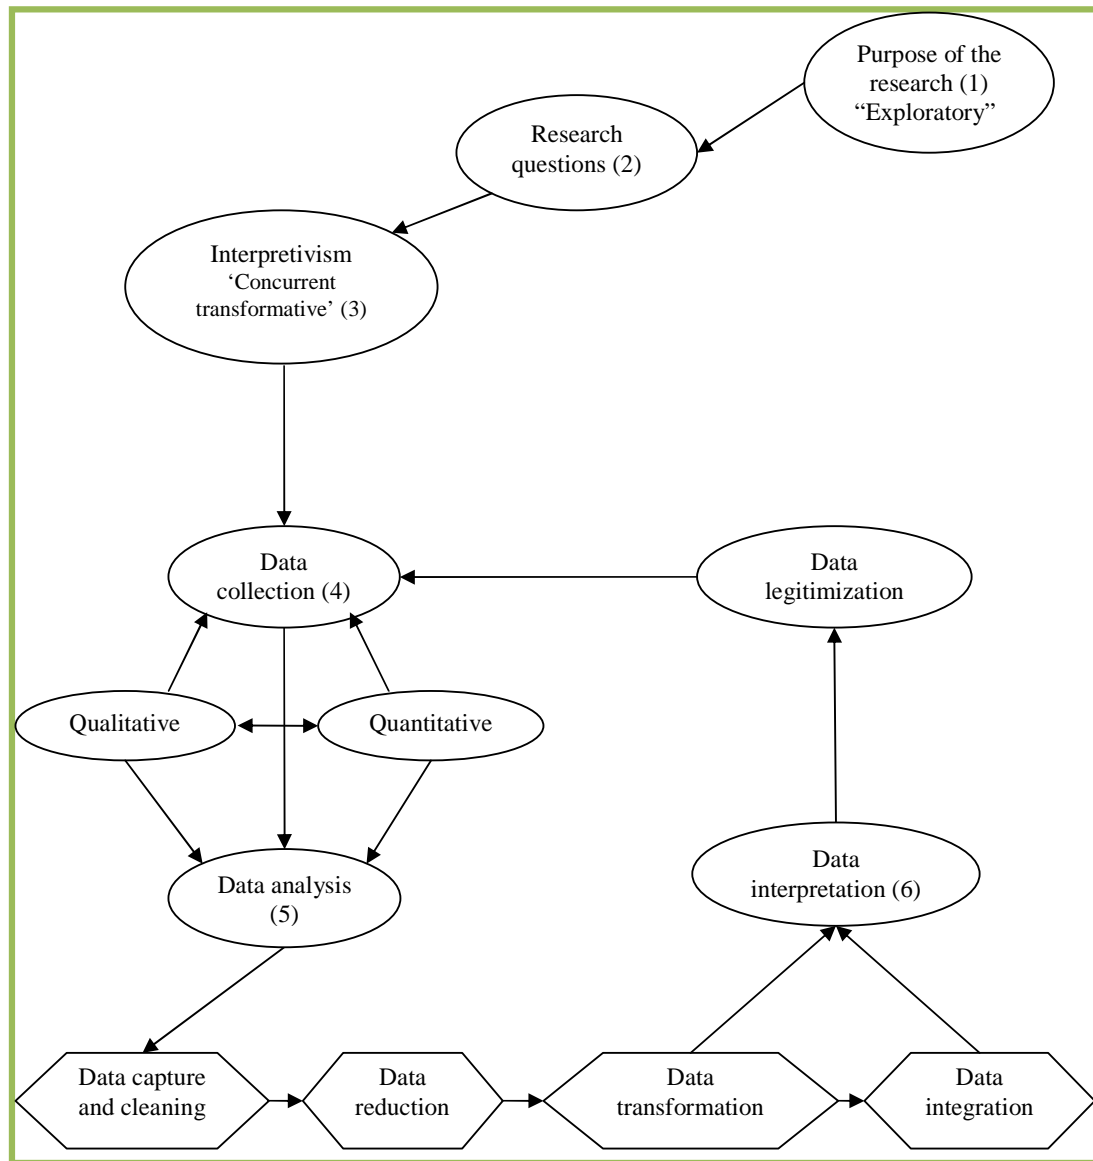 Purpose of the
research (1)
“Exploratory”
Research
questions (2)
Interpretivism
‘Concurrent
transformative’ (3)
Data
collection (4)
Data
legitimization
Qualitative
Quantitative
Data analysis
(5)
Data
interpretation (6)
Data capture
and cleaning
Data
reduction
Data
transformation
Data
integration